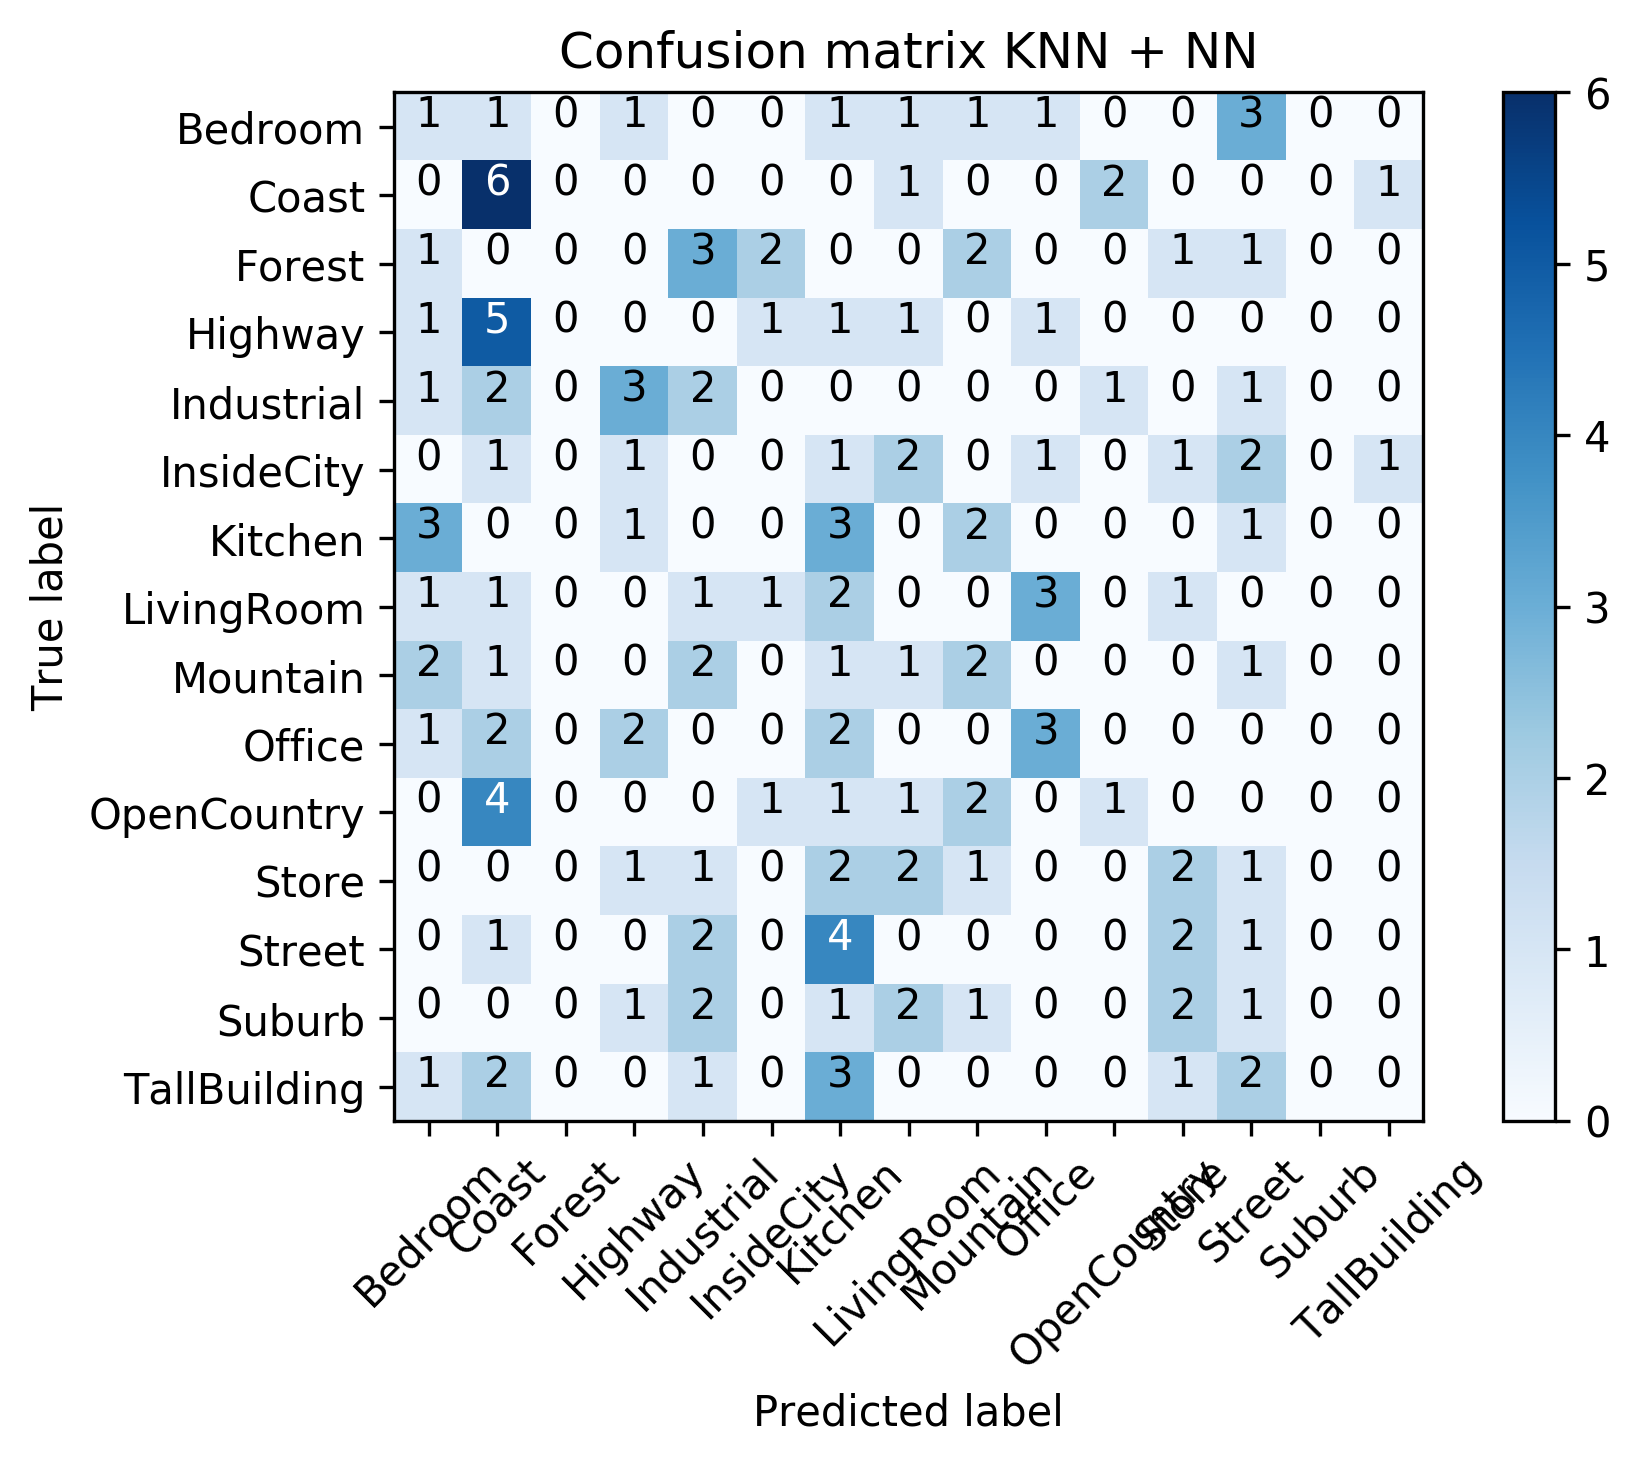 Confusion matrix KNN + NN
True label
Bedroom 1 1 0 1 0 0 1 1 1 1 0 0 3 0 0
Coast 0 6 0 0 0 0 0 1 0 0 2 0 0 0 1
Forest 1 0 0 0 3 2 0 0 2 0 0 1 1 0 0
Highway 1 5 0 0 0 1 1 1 0 1 0 0 0 0 0
Industrial 1 2 0 3 2 0 0 0 0 0 1 0 1 0 0
InsideCity 0 1 0 1 0 0 1 2 0 1 0 1 2 0 1
Kitchen 3 0 0 1 0 0 3 0 2 0 0 0 1 0 0
LivingRoom 1 1 0 0 1 1 2 0 0 3 0 1 0 0 0
Mountain 2 1 0 0 2 0 1 1 2 0 0 0 1 0 0
Office 1 2 0 2 0 0 2 0 0 3 0 0 0 0 0
OpenCountry 0 4 0 0 0 1 1 1 2 0 1 0 0 0 0
Store 0 0 0 1 1 0 2 2 1 0 0 2 1 0 0
Street 0 1 0 0 2 0 4 0 0 0 0 2 1 0 0
Suburb 0 0 0 1 2 0 1 2 1 0 0 2 1 0 0
TallBuilding 1 2 0 0 1 0 3 0 0 0 0 1 2 0 0
Bedroom
Coast
Forest
Highway
Industrial
InsideCity
Kitchen
LivingRoom
Mountain
Office
OpenCountry
Store
Street
Suburb
TallBuilding
Predicted label
6
5
4
3
2
1
0